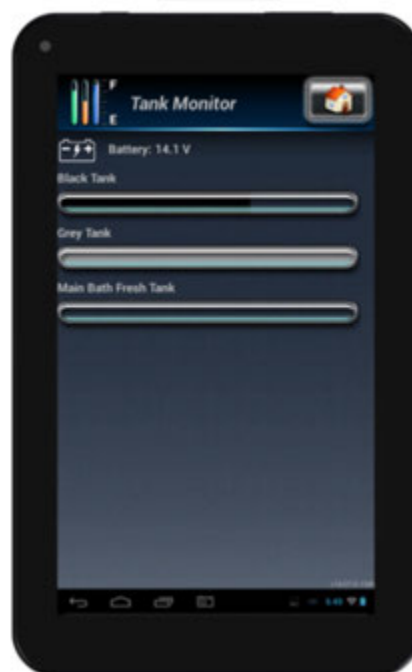 F
Tank Monitor
E
Battery: 14.1 V
Black Tank
Grey Tank
Main Bath Fresh Tank